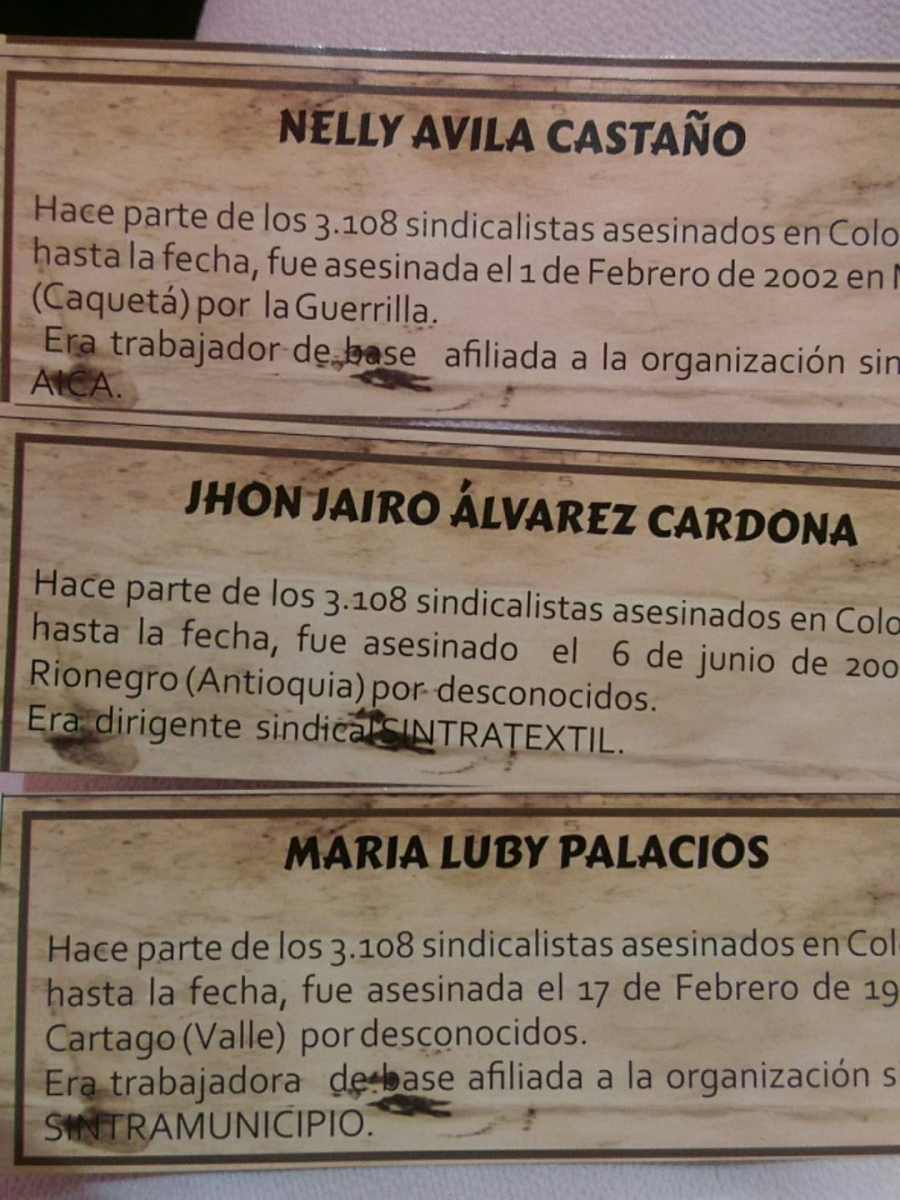 NELLY AVILA CASTAÑO
Hace parte de los 3.108 sindicalistas asesinados en Colo
hasta la fecha, fue asesinada el 1 de Febrero de 2002 en
(Caquetá) por la Guerrilla.
Era trabajador de base afiliada a la organización sin
AICA.
JHON JAIRO ÁLVAREZ CARDONA
Hace parte de los 3.108 sindicalistas asesinados en Colo
hasta la fecha, fue asesinado el 6 de junio de 200
Rionegro (Antioquia) por desconocidos.
Era dirigente sindical SINTRATEXTIL.
MARIA LUBY PALACIOS
Hace parte de los 3.108 sindicalistas asesinados en Col
hasta la fecha, fue asesinada el 17 de Febrero de 19
Cartago (Valle) por desconocidos.
Era trabajadora de base afiliada a la organización s
SINTRAMUNICIPIO.